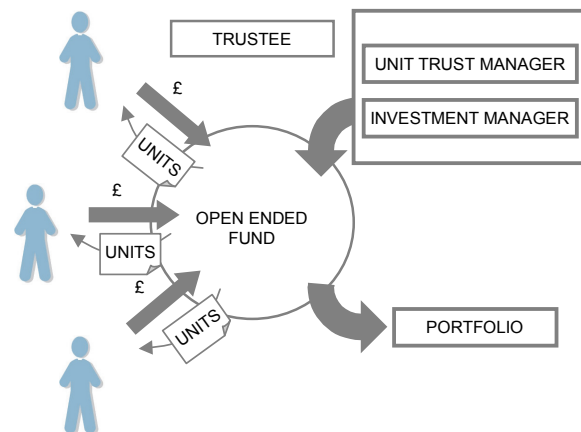 TRUSTEE
UNIT TRUST MANAGER
INVESTMENT MANAGER
£
UNITS
£
UNITS
OPEN ENDED
FUND
£
UNITS
PORTFOLIO